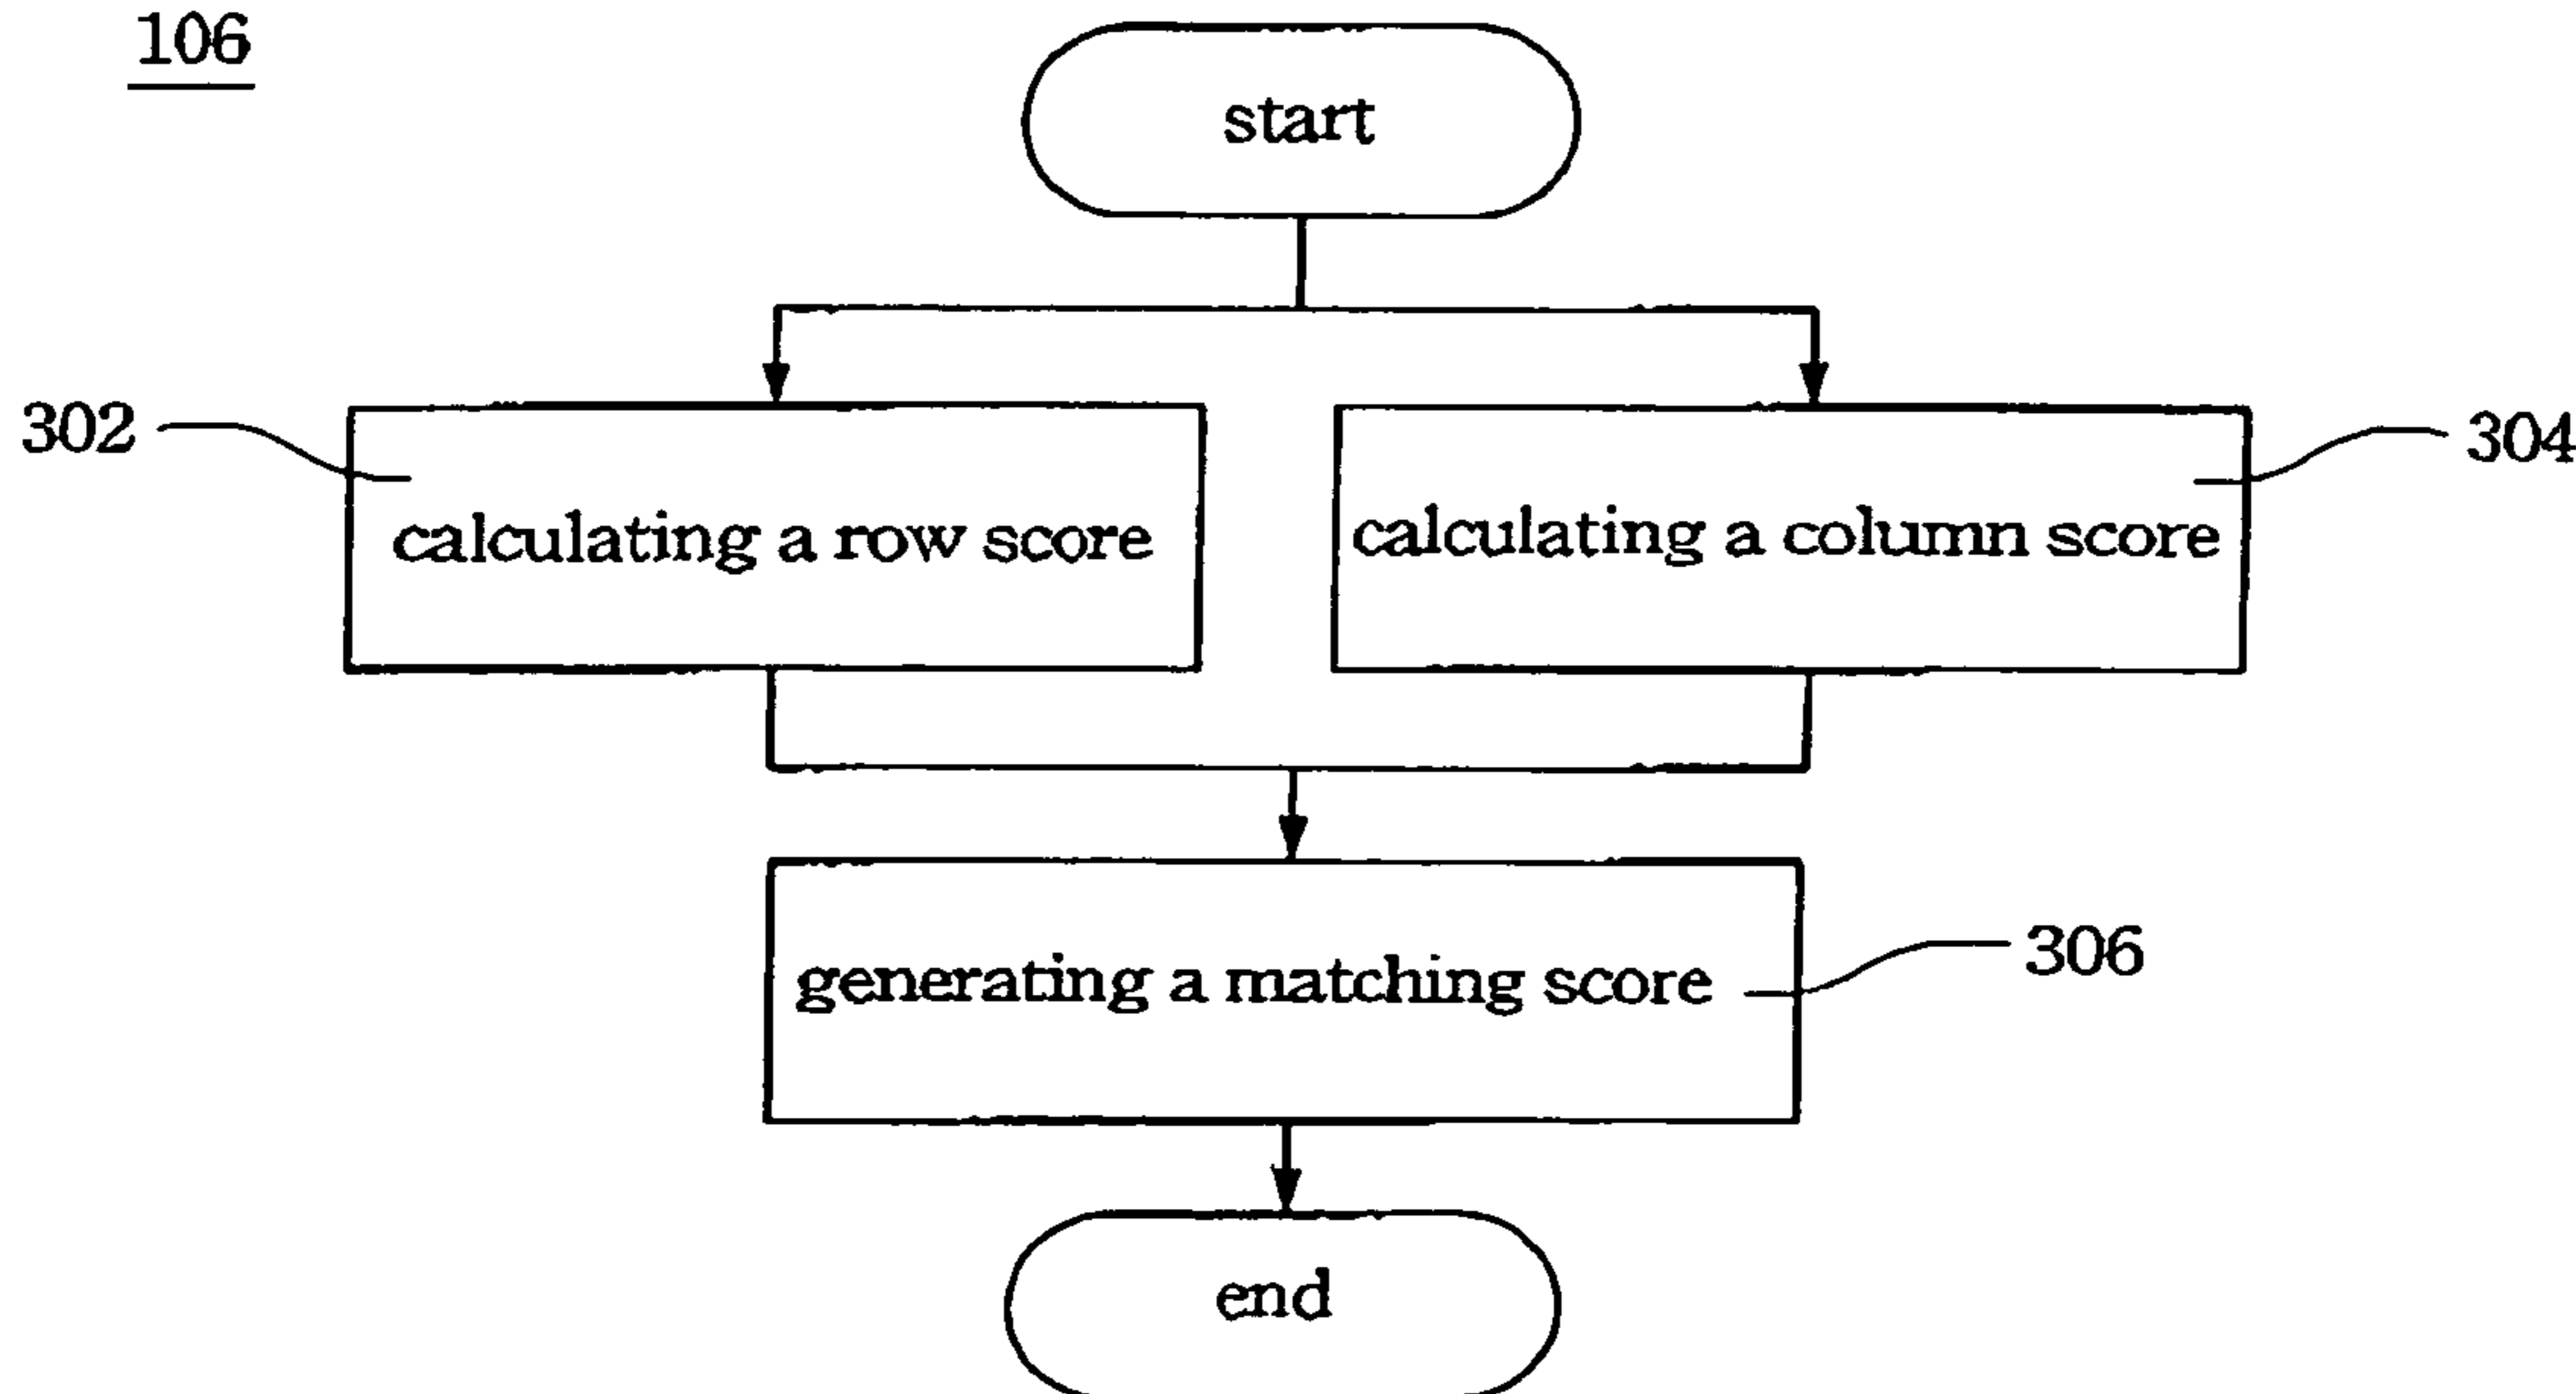 106
start
302
304
calculating a row score
calculating a column score
generating a matching score
306
end